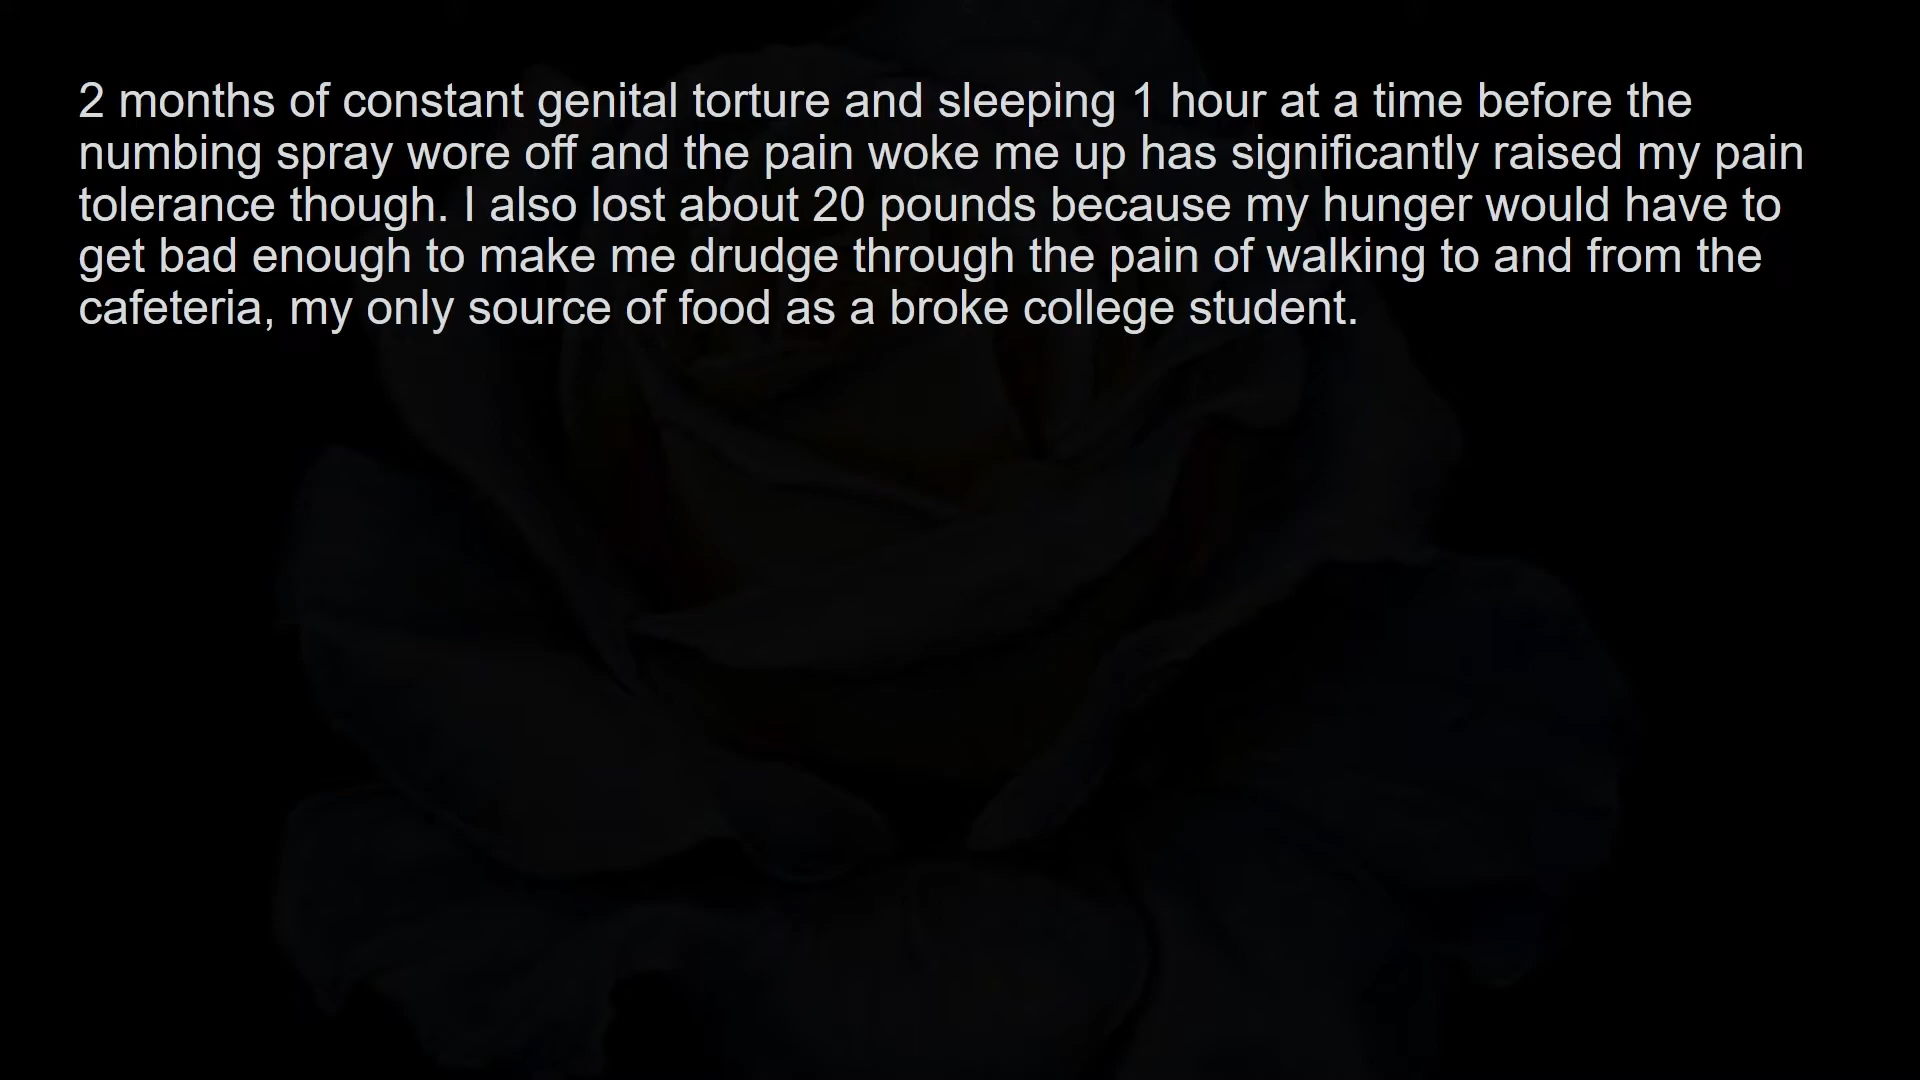 2 months of constant genital torture and sleeping 1 hour at a time before the
numbing spray wore off and the pain woke me up has significantly raised my pain
tolerance though. I also lost about 20 pounds because my hunger would have to
get bad enough to make me drudge through the pain of walking to and from the
cafeteria, my only source of food as a broke college student.